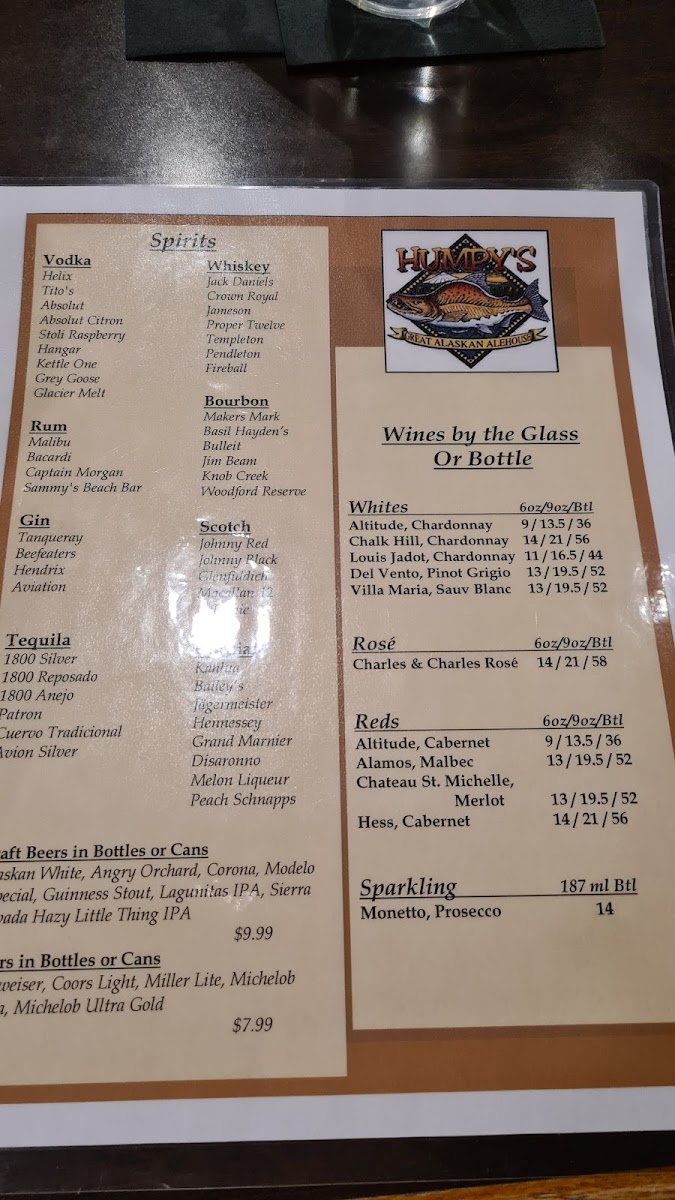 Spirits
Vodka
Helix
Tito's
Absolut
Absolut Citron
Stoli Raspberry
Hangar
Kettle One
Grey Goose
Glacier Melt
Rum
Malibu
Bacardi
Captain Morgan
Sammy's Beach Bar
Gin
Tanqueray
Beefeaters
Hendrix
Aviation
Tequila
1800 Silver
1800 Reposado
1800 Anejo
Patron
Cuervo Tradicional
Avion Silver
Whiskey
Jack Daniels
Crown Royal
Jameson
Proper Twelve
Templeton
Pendleton
Fireball
Bourbon
Makers Mark
Basil Hayden's
Bulleit
Jim Beam
Knob Creek
Woodford Reserve
Scotch
Johnny Red
Johnny Black
Glenfiddich
Macallan 12
Kahlua
Bailey's
Jagermeister
Hennessey
Grand Marnier
Disaronno
Melon Liqueur
Peach Schnapps
aft Beers in Bottles or Cans
askan White, Angry Orchard, Corona, Modelo
pecial, Guinness Stout, Lagunitas IPA, Sierra
vada Hazy Little Thing IPA
$9.99
rs in Bottles or Cans
weiser, Coors Light, Miller Lite, Michelob
a, Michelob Ultra Gold
$7.99
HUMPY'S
GREAT ALASKAN ALEHOUSE
Wines by the Glass
Or Bottle
Whites 6oz/9oz/Btl
Altitude, Chardonnay 9 / 13.5 / 36
Chalk Hill, Chardonnay 14 / 21 / 56
Louis Jadot, Chardonnay 11 / 16.5 / 44
Del Vento, Pinot Grigio 13 / 19.5 / 52
Villa Maria, Sauv Blanc 13 / 19.5 / 52
Rosé 6oz/9oz/Btl
Charles & Charles Rosé 14 / 21 / 58
Reds 6oz/9oz/Btl
Altitude, Cabernet 9 / 13.5 / 36
Alamos, Malbec 13 / 19.5 / 52
Chateau St. Michelle,
Merlot 13 / 19.5 / 52
Hess, Cabernet 14 / 21 / 56
Sparkling 187 ml Btl
Monetto, Prosecco 14